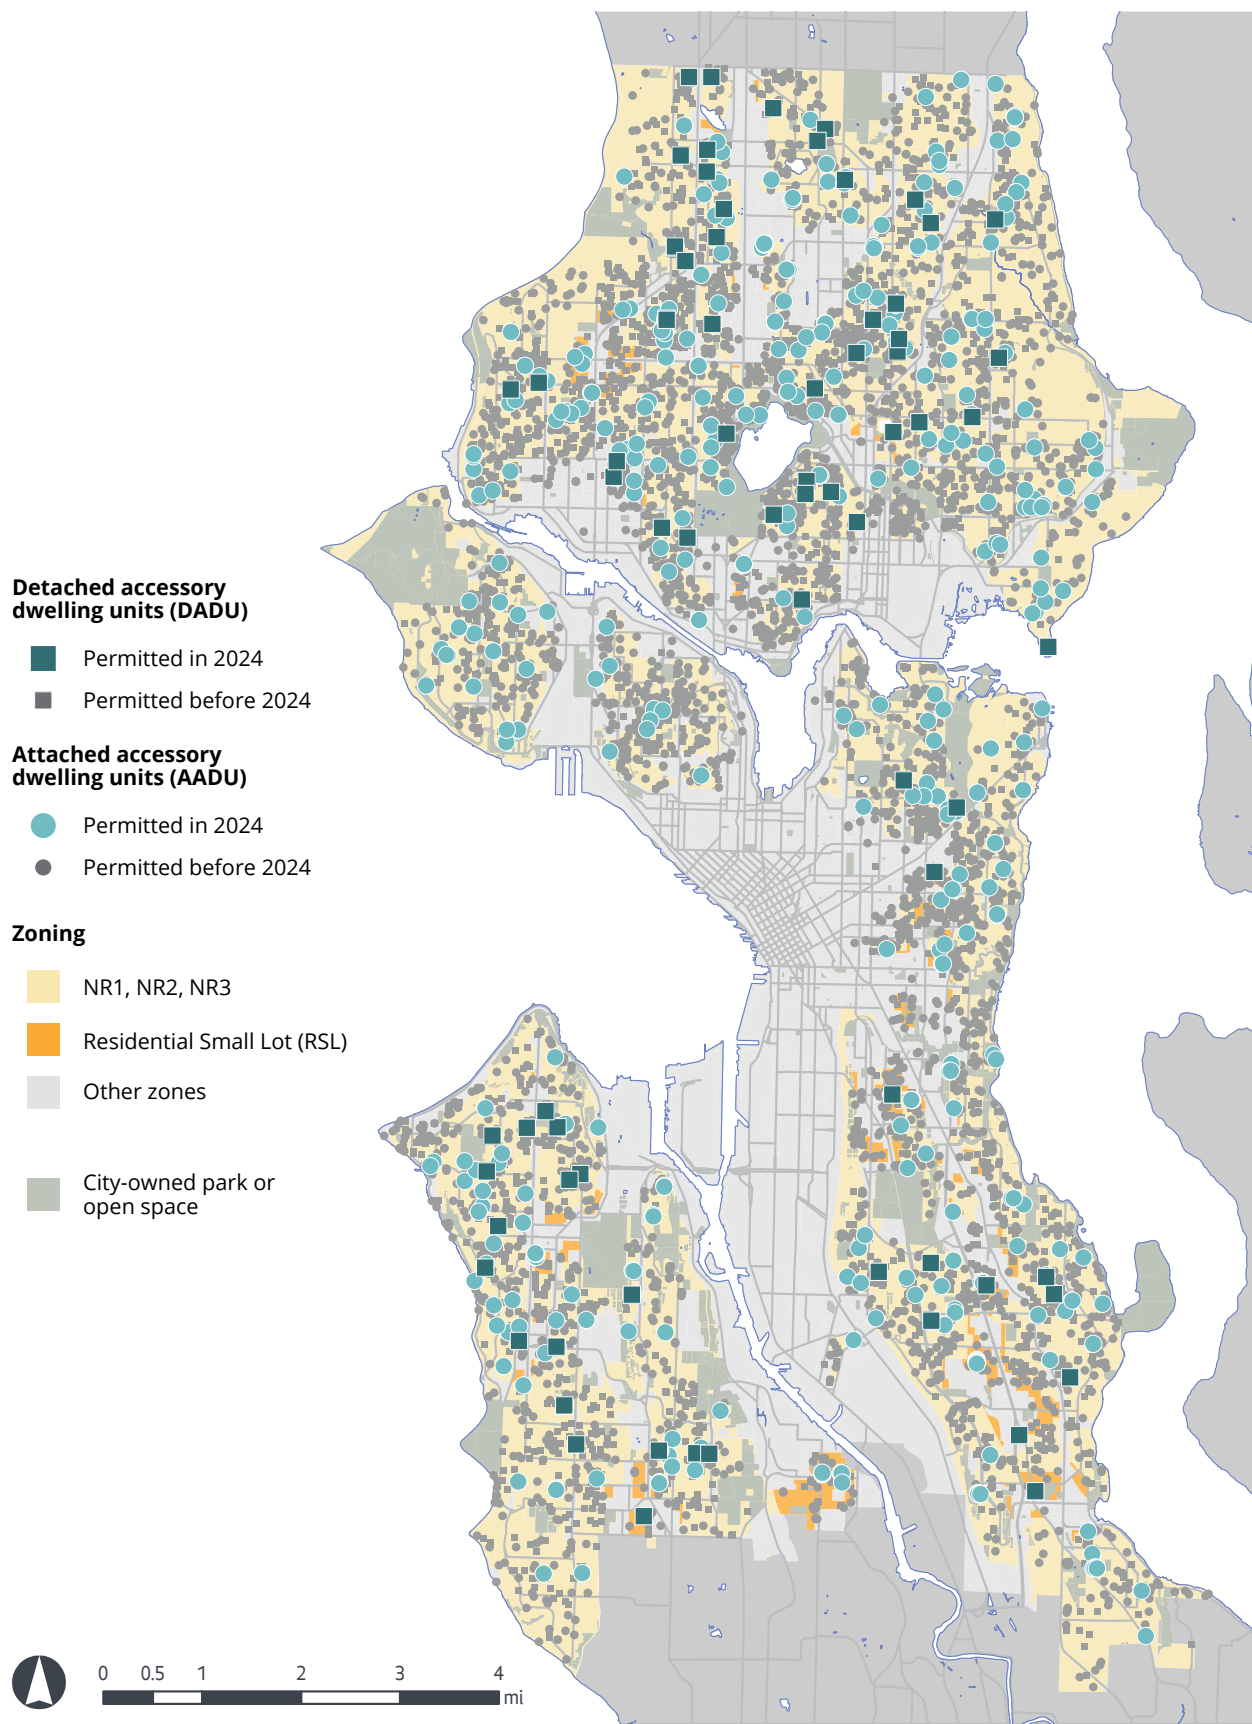 Detached accessory
dwelling units (DADU)
Permitted in 2024
Permitted before 2024
Attached accessory
dwelling units (AADU)
Permitted in 2024
Permitted before 2024
Zoning
NR1, NR2, NR3
Residential Small Lot (RSL)
Other zones
City-owned park or
open space
0 0.5 1 2 3 4
mi